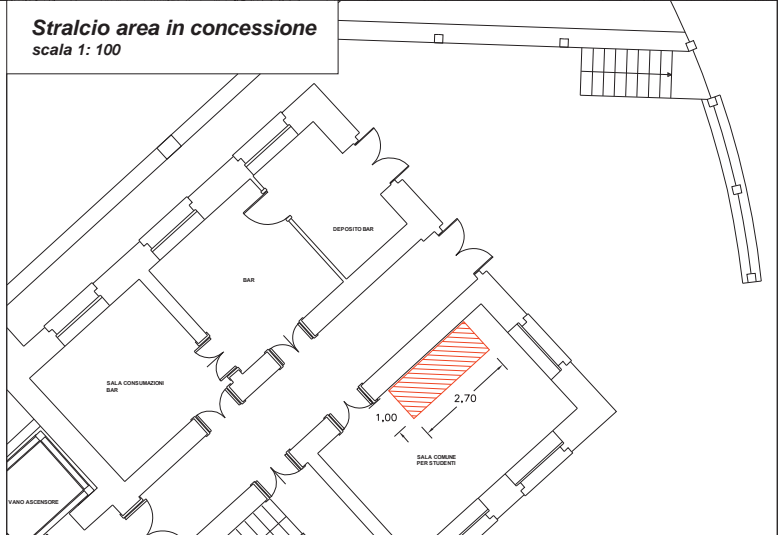 Stralcio area in concessione
scala 1: 100
DEPOSITO BAR
BAR
SALA CONSUMAZIONI
BAR
2,70
1,00
SALA COMUNE
PER STUDENTI
VANO ASCENSORE